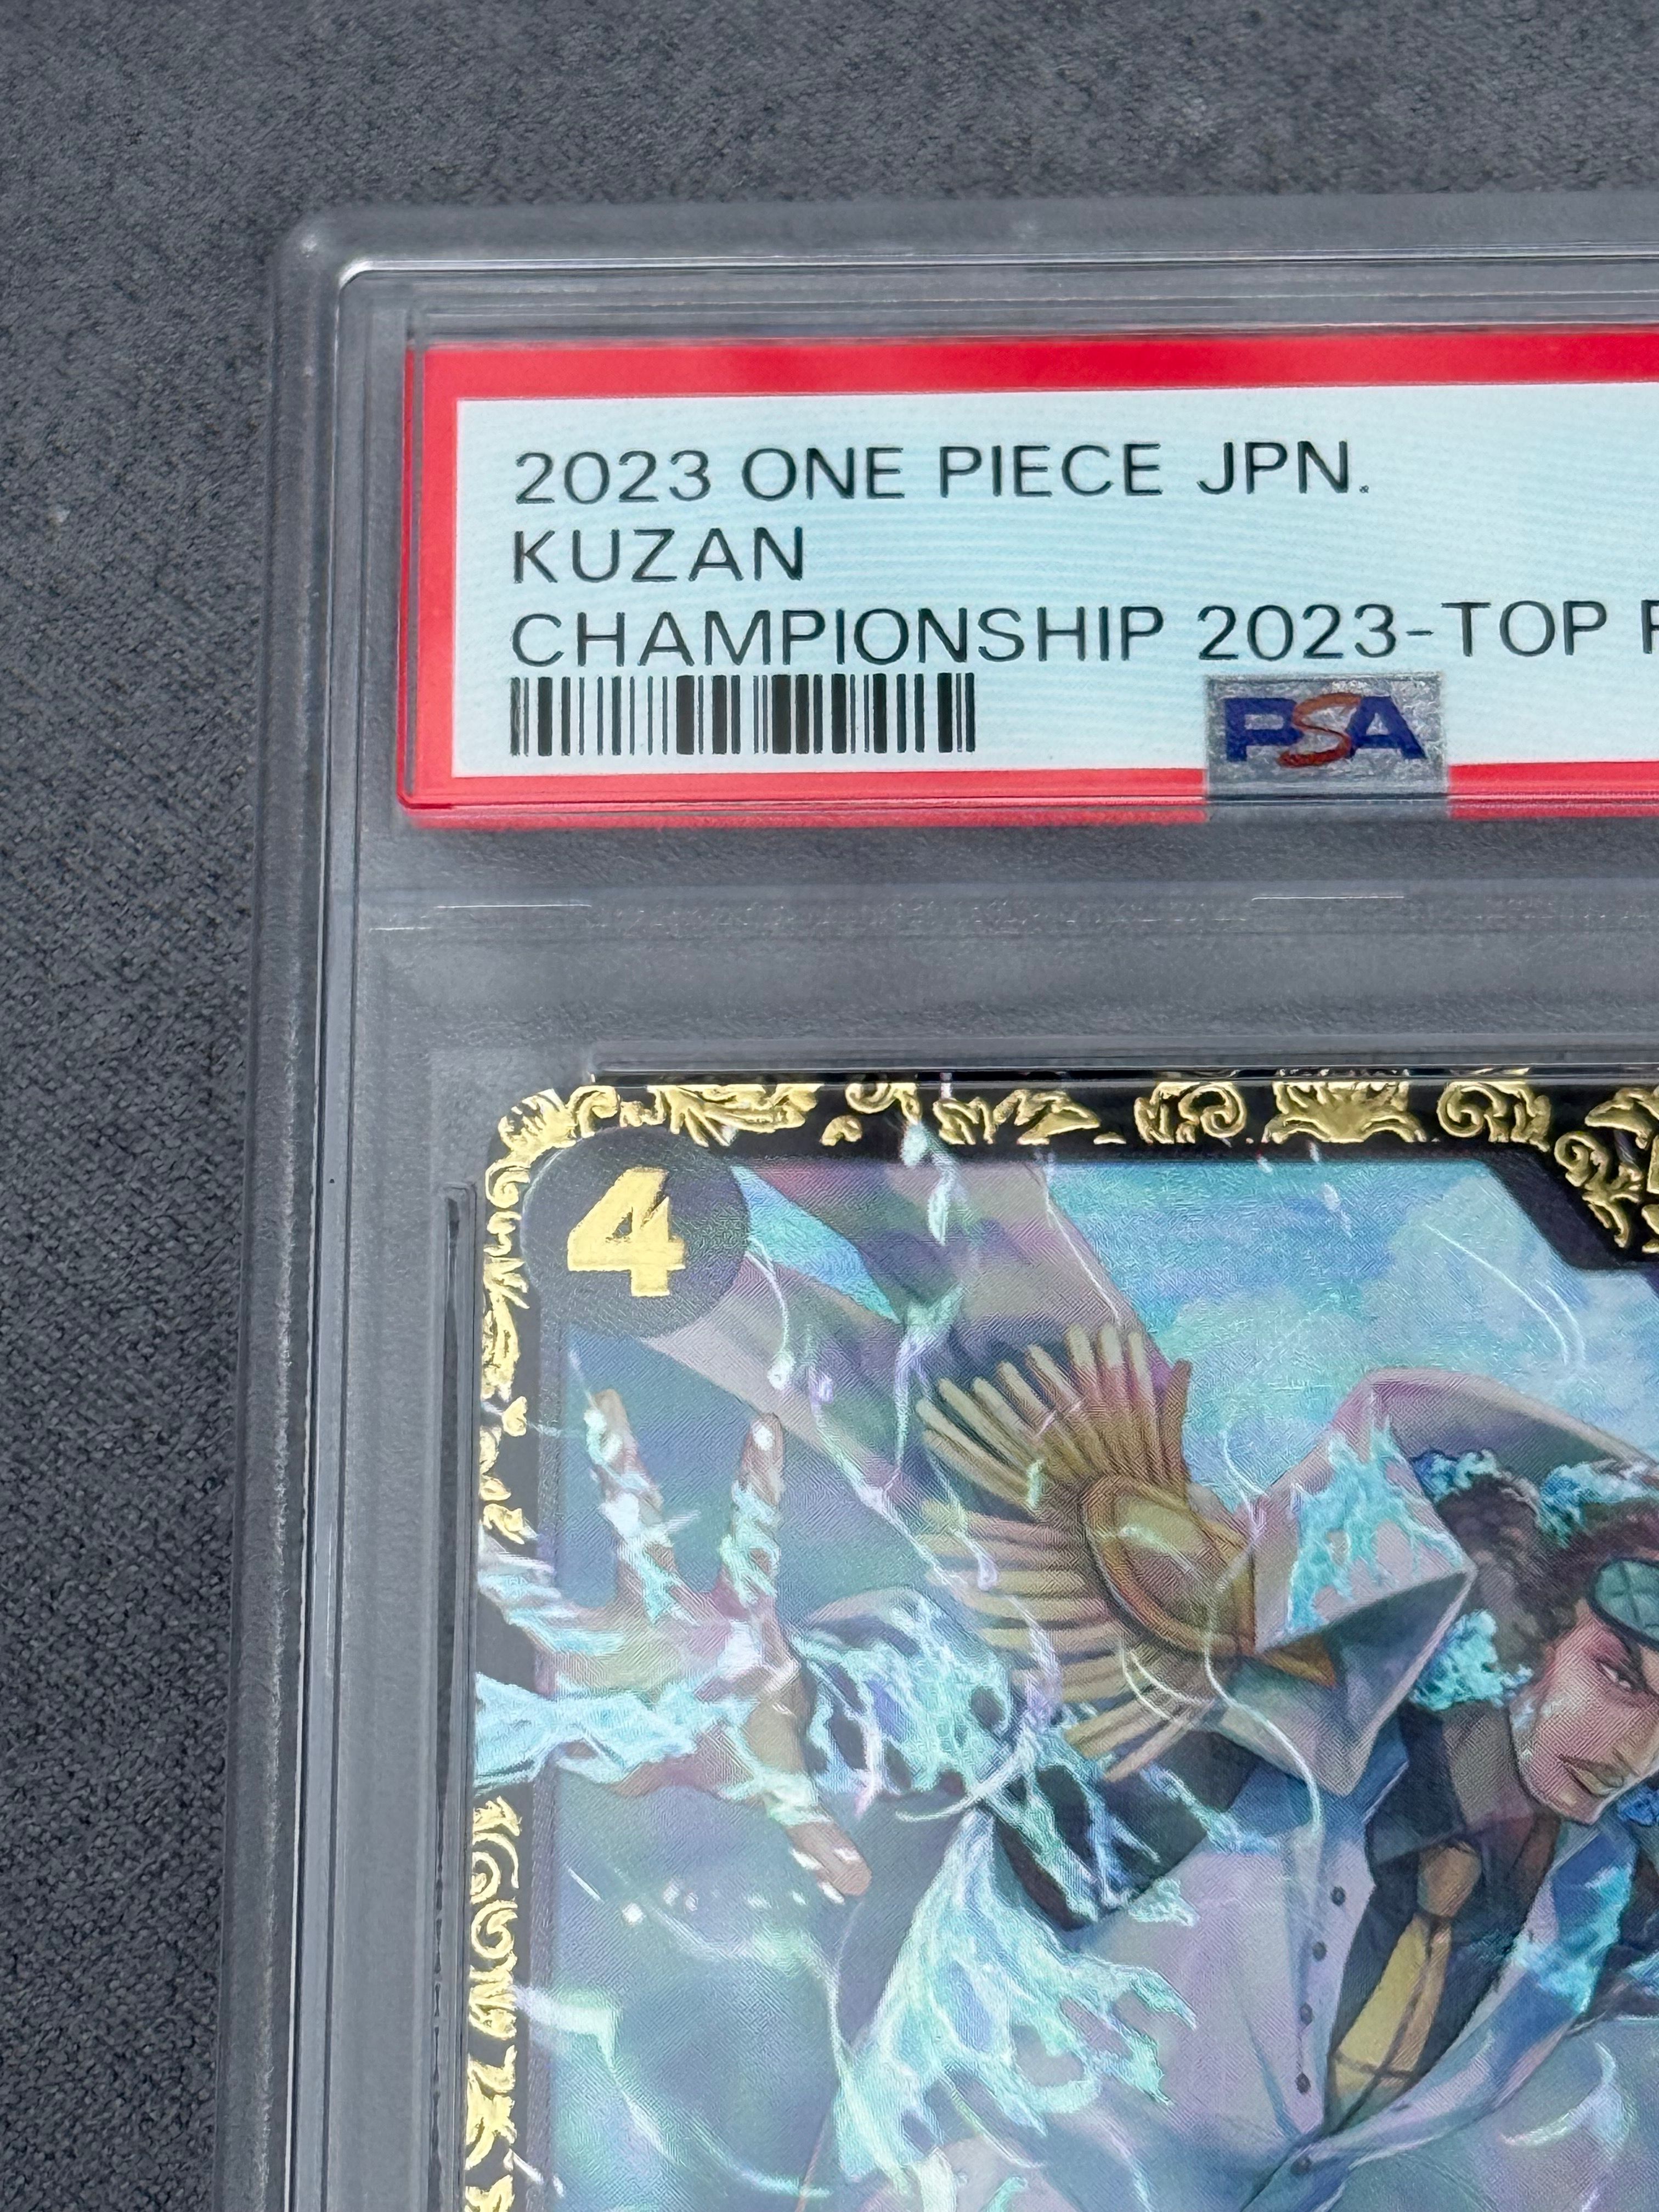 2023 ONE PIECE JPN.
KUZAN
CHAMPIONSHIP 2023-TOP
PSA
4